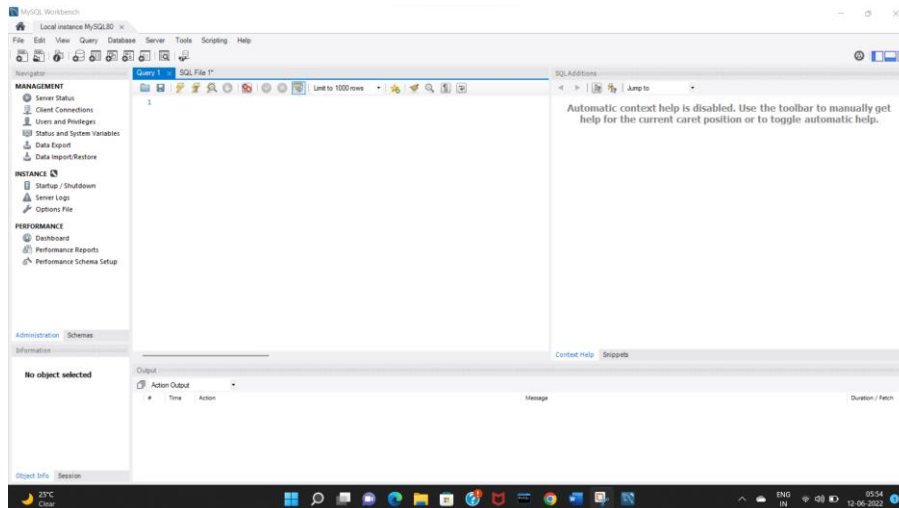 MySQL Workbench
Local instance MySQL80 ×
File Edit View Query Database Server Tools Scripting Help
Navigator
MANAGEMENT
Server Status
Client Connections
Users and Privileges
Status and System Variables
Data Export
Data Import/Restore
INSTANCE
Startup / Shutdown
Server Logs
Options File
PERFORMANCE
Dashboard
Performance Reports
Performance Schema Setup
Administration Schemas
Information
No object selected
Object Info Session
Query 1 × SQL File 1*
Limit to 1000 rows
1
SQLAdditions
Jump to
Automatic context help is disabled. Use the toolbar to manually get
help for the current caret position or to toggle automatic help.
Context Help Snippets
Output
Action Output
# Time Action Message Duration / Fetch
25°C
Clear
ENG
IN
05:54
12-06-2022